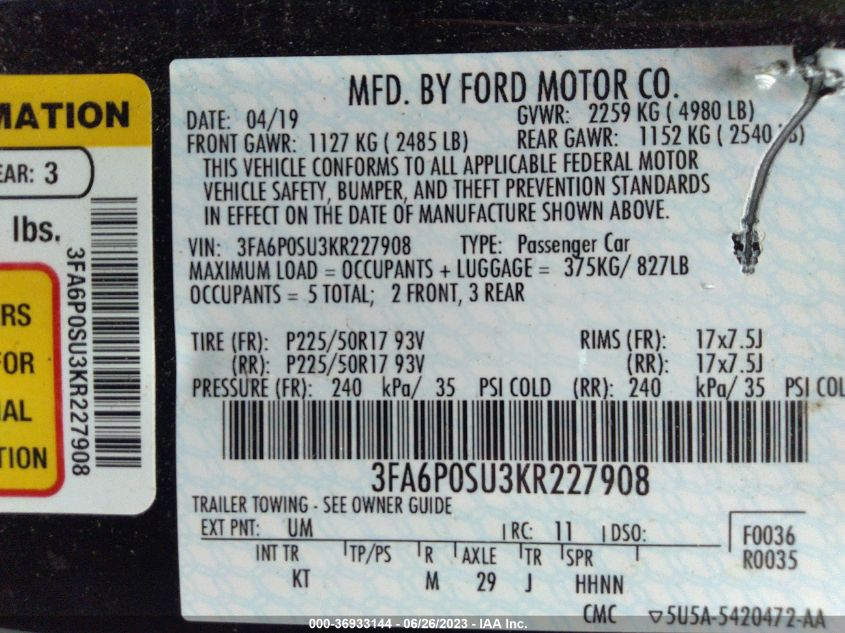 MATION
EAR: 3
lbs.
3FA6P0SU3KR227908
RS
FOR
AL
TION
MFD. BY FORD MOTOR CO.
DATE: 04/19 GVWR: 2259 KG ( 4980 LB)
FRONT GAWR: 1127 KG ( 2485 LB) REAR GAWR: 1152 KG ( 2540 B)
THIS VEHICLE CONFORMS TO ALL APPLICABLE FEDERAL MOTOR
VEHICLE SAFETY, BUMPER, AND THEFT PREVENTION STANDARDS
IN EFFECT ON THE DATE OF MANUFACTURE SHOWN ABOVE.
VIN: 3FA6P0SU3KR227908 TYPE: Passenger Car
MAXIMUM LOAD = OCCUPANTS + LUGGAGE = 375KG/ 827LB
OCCUPANTS = 5 TOTAL; 2 FRONT, 3 REAR
TIRE (FR): P225/50R17 93V RIMS (FR): 17x7.5J
(RR): P225/50R17 93V (RR): 17x7.5J
PRESSURE (FR): 240 kPa/ 35 PSI COLD (RR): 240 kPa/ 35 PSI COL
3FA6P0SU3KR227908
TRAILER TOWING - SEE OWNER GUIDE
EXT PNT: UM RC: 11 DSO: F0036
R0035
INT TR TP/PS R AXLE TR SPR
KT M 29 J HHNN
CMC ▽5U5A-5420472-AA
000-36933144 - 06/26/2023 - ©Copyright, IAA Inc.